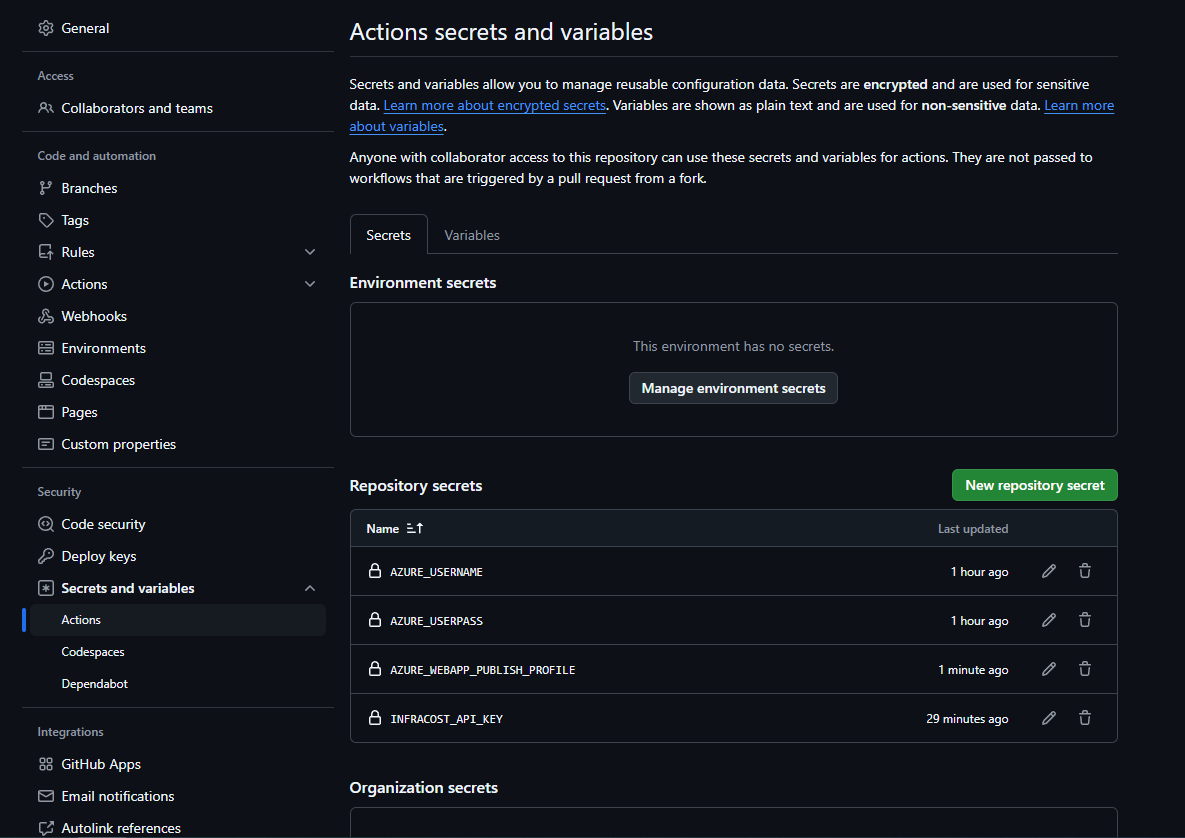 General
Access
Collaborators and teams
Code and automation
Branches
Tags
Rules
Actions
Webhooks
Environments
Codespaces
Pages
Custom properties
Security
Code security
Deploy keys
Secrets and variables
Actions
Codespaces
Dependabot
Integrations
GitHub Apps
Email notifications
Autolink references
Actions secrets and variables
Secrets and variables allow you to manage reusable configuration data. Secrets are encrypted and are used for sensitive
data. Learn more about encrypted secrets. Variables are shown as plain text and are used for non-sensitive data. Learn more
about variables.
Anyone with collaborator access to this repository can use these secrets and variables for actions. They are not passed to
workflows that are triggered by a pull request from a fork.
Secrets Variables
Environment secrets
This environment has no secrets.
Manage environment secrets
Repository secrets New repository secret
Name Last updated
AZURE_USERNAME 1 hour ago
AZURE_USERPASS 1 hour ago
AZURE_WEBAPP_PUBLISH_PROFILE 1 minute ago
INFRACOST_API_KEY 29 minutes ago
Organization secrets